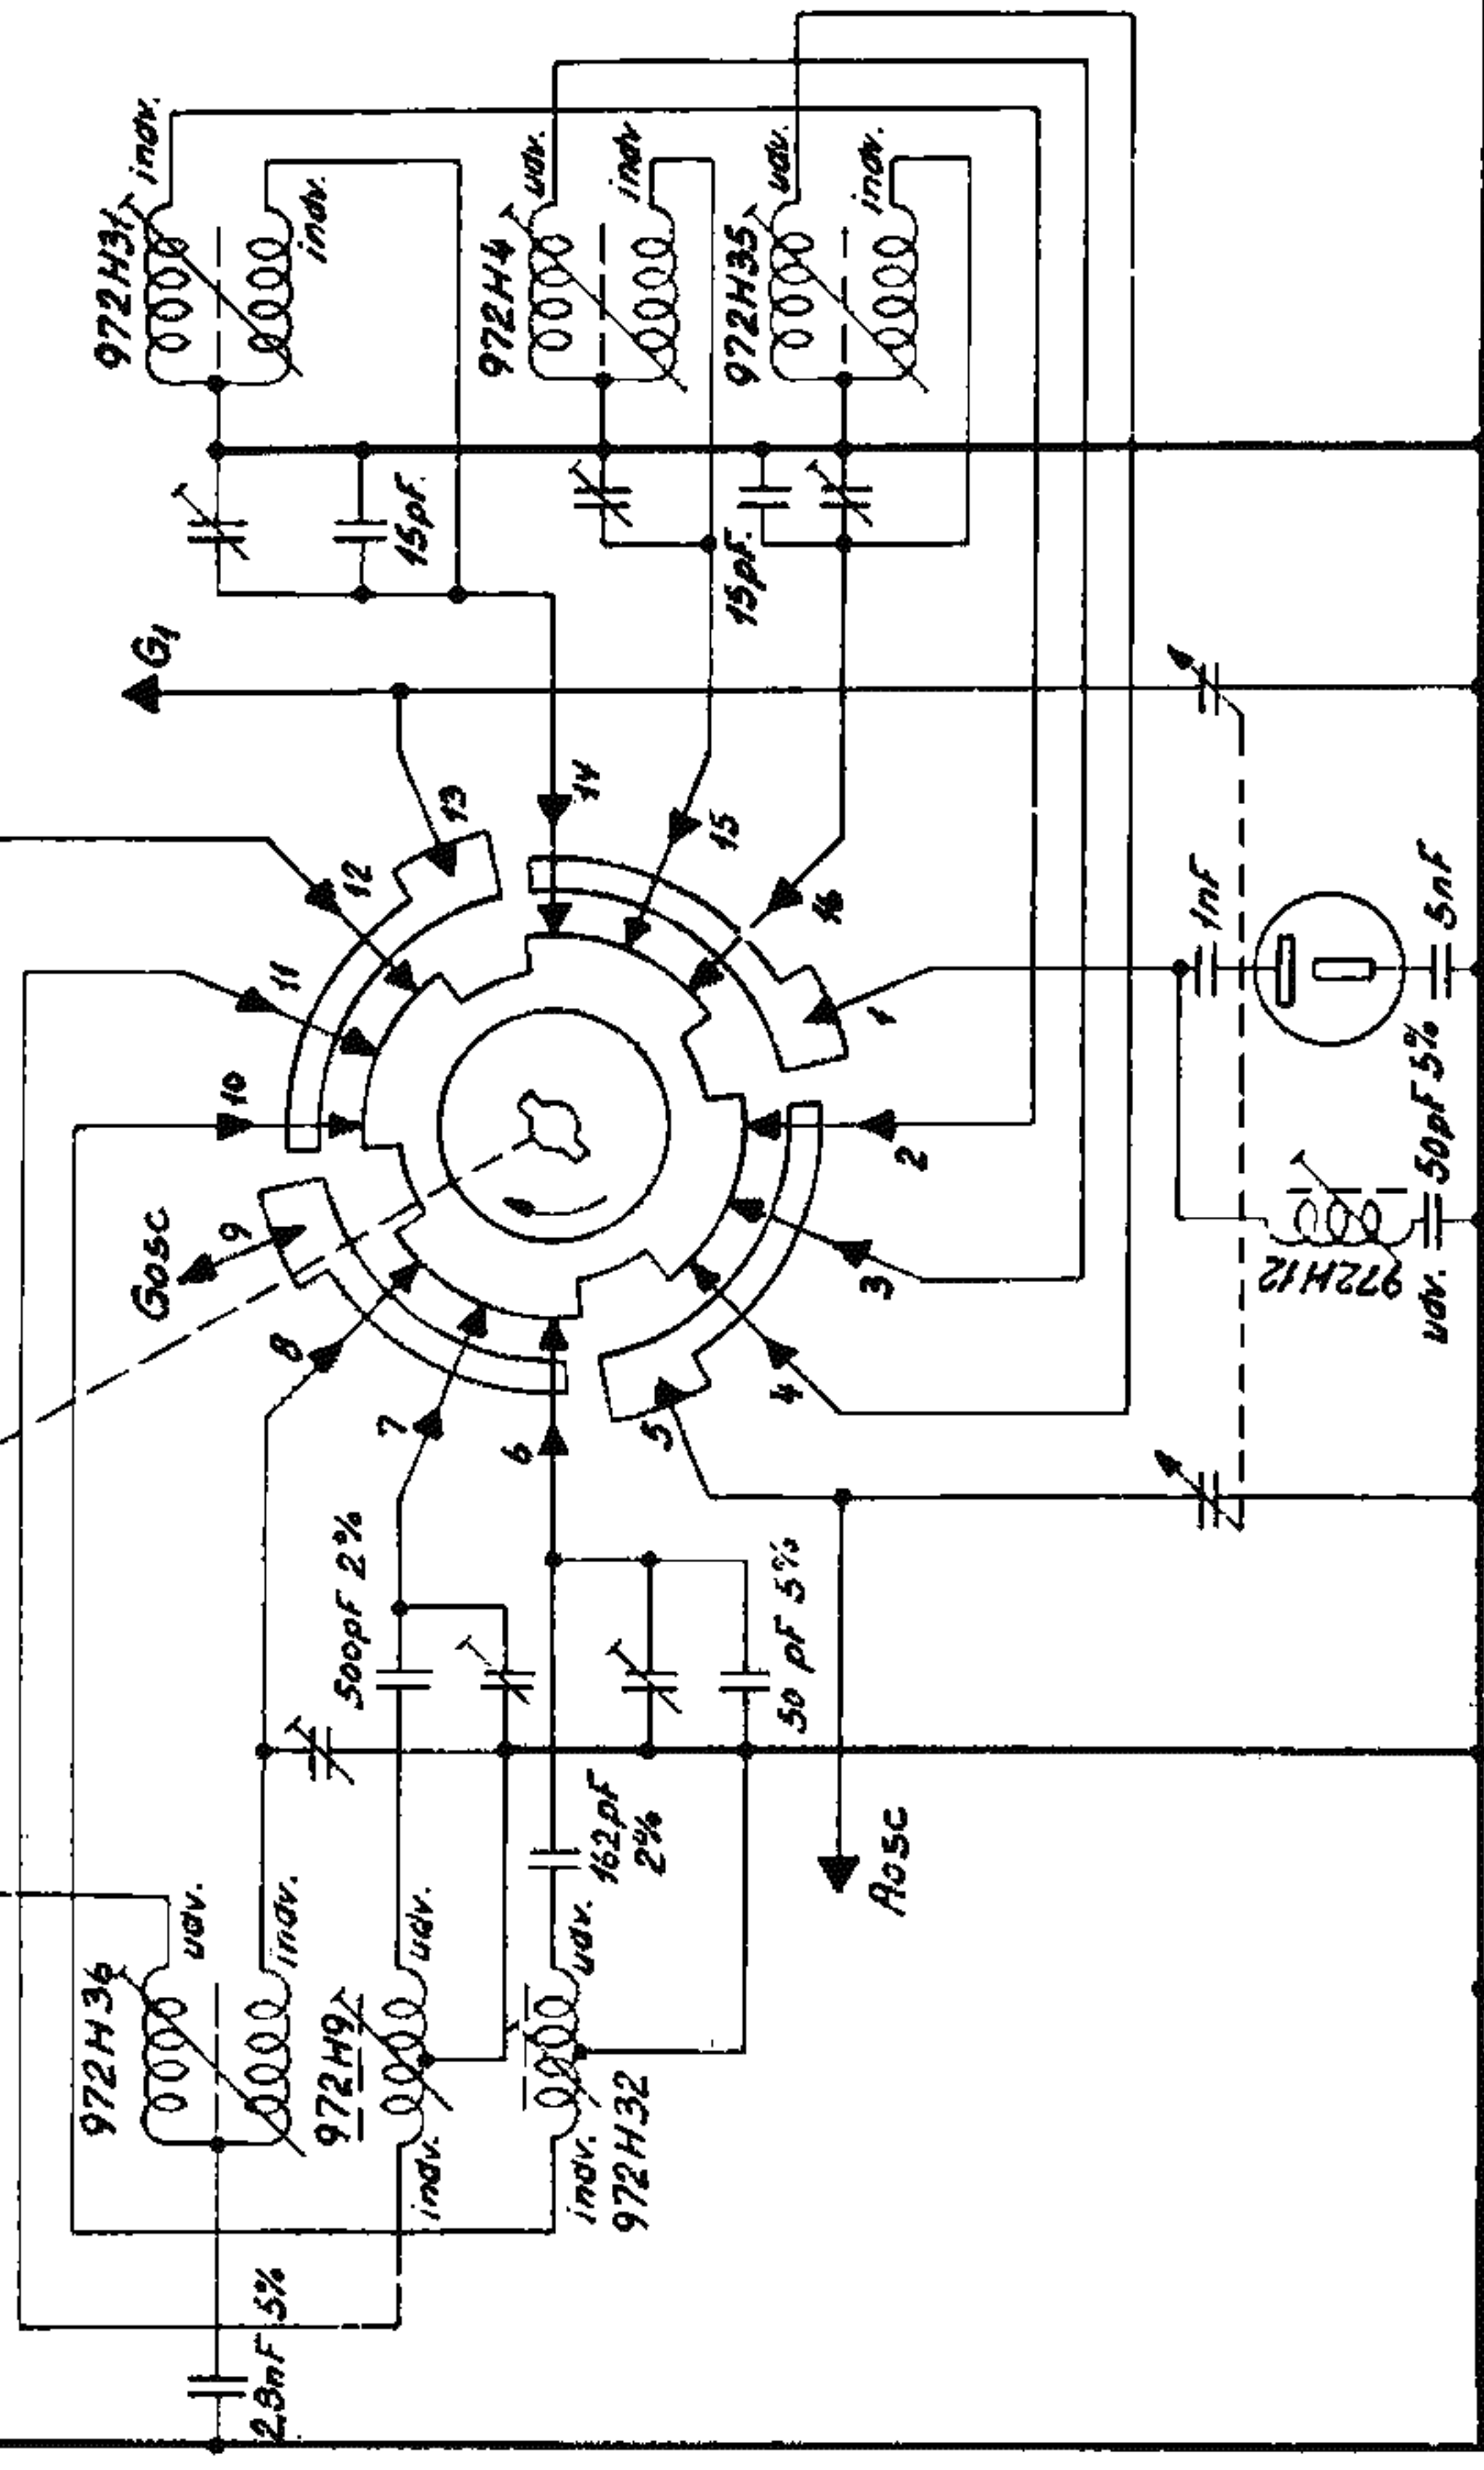 972H31
indv.
indv.
972H4
udv.
indv
972H35
udv.
indv.
15pF.
15pF.
G1
13
14
12
15
11
16
10
1
9
2
Gosc
8
3
7
4
6
5
1nF
5nF
50pF 5%
972H12
udv.
500pF 2%
50 pF 5%
162pF
2%
Aosc
972H36
udv.
indv.
972H9
udv.
indv.
udv.
indv.
972H32
5%